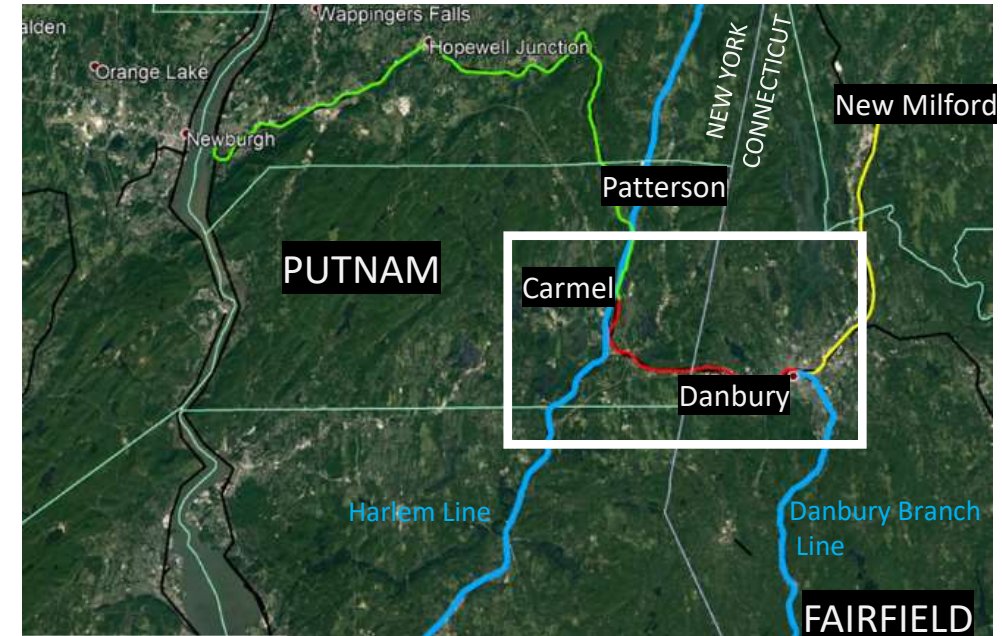 Wappingers Falls
alden
Hopewell Junction
Orange Lake
Newburgh
NEW YORK
CONNECTICUT
New Milford
Patterson
PUTNAM
Carmel
Danbury
Harlem Line
Danbury Branch
Line
FAIRFIELD